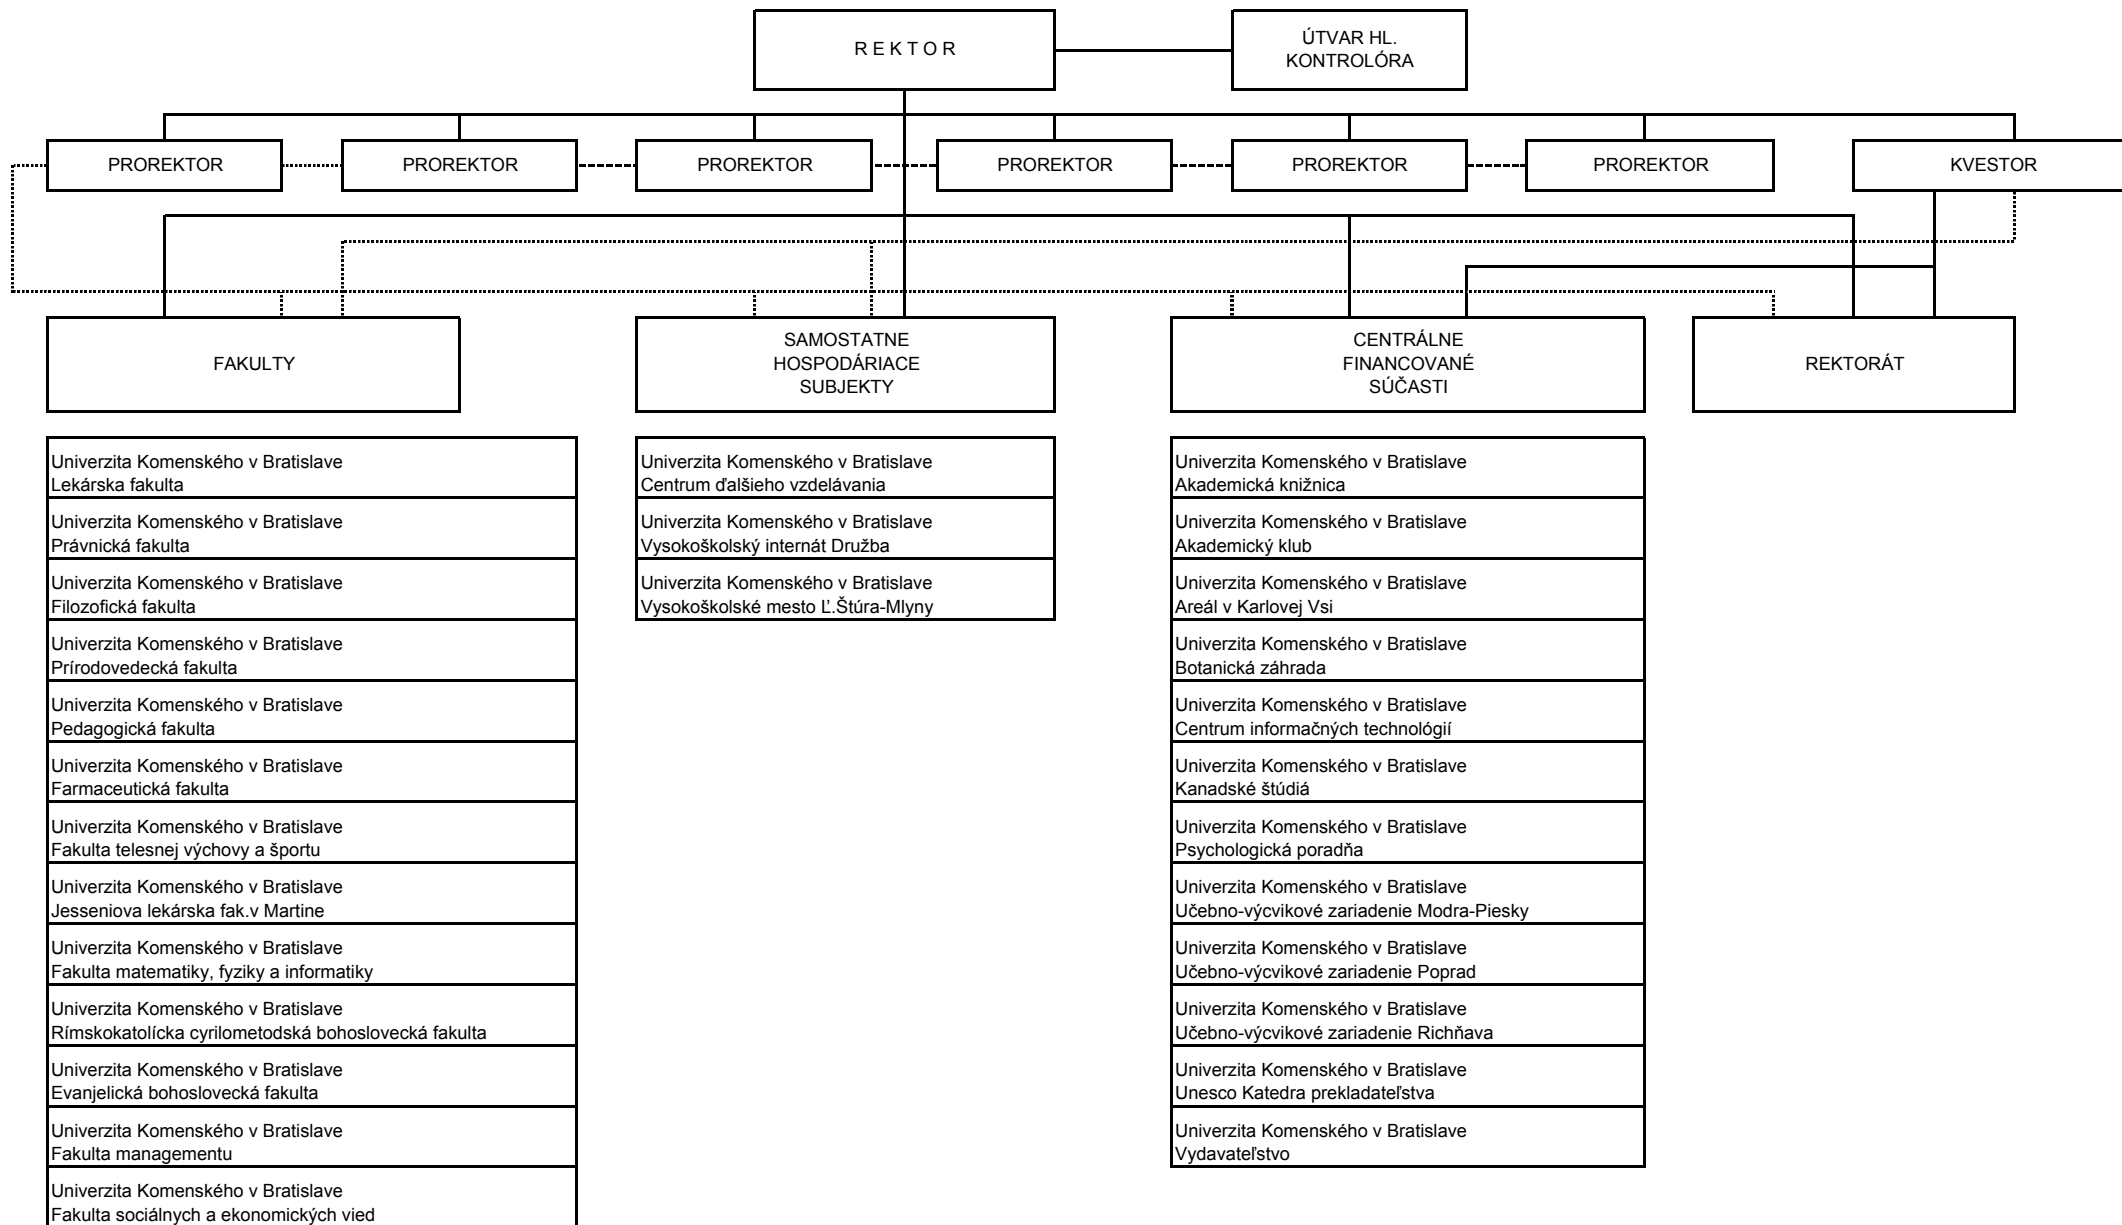 R E K T O R
ÚTVAR HL.
KONTROLÓRA
PROREKTOR
PROREKTOR
PROREKTOR
PROREKTOR
PROREKTOR
PROREKTOR
KVESTOR
FAKULTY
SAMOSTATNE
HOSPODÁRIACE
SUBJEKTY
CENTRÁLNE
FINANCOVANÉ
SÚČASTI
REKTORÁT
Univerzita Komenského v Bratislave
Lekárska fakulta
Univerzita Komenského v Bratislave
Právnická fakulta
Univerzita Komenského v Bratislave
Filozofická fakulta
Univerzita Komenského v Bratislave
Prírodovedecká fakulta
Univerzita Komenského v Bratislave
Pedagogická fakulta
Univerzita Komenského v Bratislave
Farmaceutická fakulta
Univerzita Komenského v Bratislave
Fakulta telesnej výchovy a športu
Univerzita Komenského v Bratislave
Jesseniova lekárska fak.v Martine
Univerzita Komenského v Bratislave
Fakulta matematiky, fyziky a informatiky
Univerzita Komenského v Bratislave
Rímskokatolícka cyrilometodská bohoslovecká fakulta
Univerzita Komenského v Bratislave
Evanjelická bohoslovecká fakulta
Univerzita Komenského v Bratislave
Fakulta managementu
Univerzita Komenského v Bratislave
Fakulta sociálnych a ekonomických vied
Univerzita Komenského v Bratislave
Centrum ďalšieho vzdelávania
Univerzita Komenského v Bratislave
Vysokoškolský internát Družba
Univerzita Komenského v Bratislave
Vysokoškolské mesto Ľ.Štúra-Mlyny
Univerzita Komenského v Bratislave
Akademická knižnica
Univerzita Komenského v Bratislave
Akademický klub
Univerzita Komenského v Bratislave
Areál v Karlovej Vsi
Univerzita Komenského v Bratislave
Botanická záhrada
Univerzita Komenského v Bratislave
Centrum informačných technológií
Univerzita Komenského v Bratislave
Kanadské štúdiá
Univerzita Komenského v Bratislave
Psychologická poradňa
Univerzita Komenského v Bratislave
Učebno-výcvikové zariadenie Modra-Piesky
Univerzita Komenského v Bratislave
Učebno-výcvikové zariadenie Poprad
Univerzita Komenského v Bratislave
Učebno-výcvikové zariadenie Richňava
Univerzita Komenského v Bratislave
Unesco Katedra prekladateľstva
Univerzita Komenského v Bratislave
Vydavateľstvo